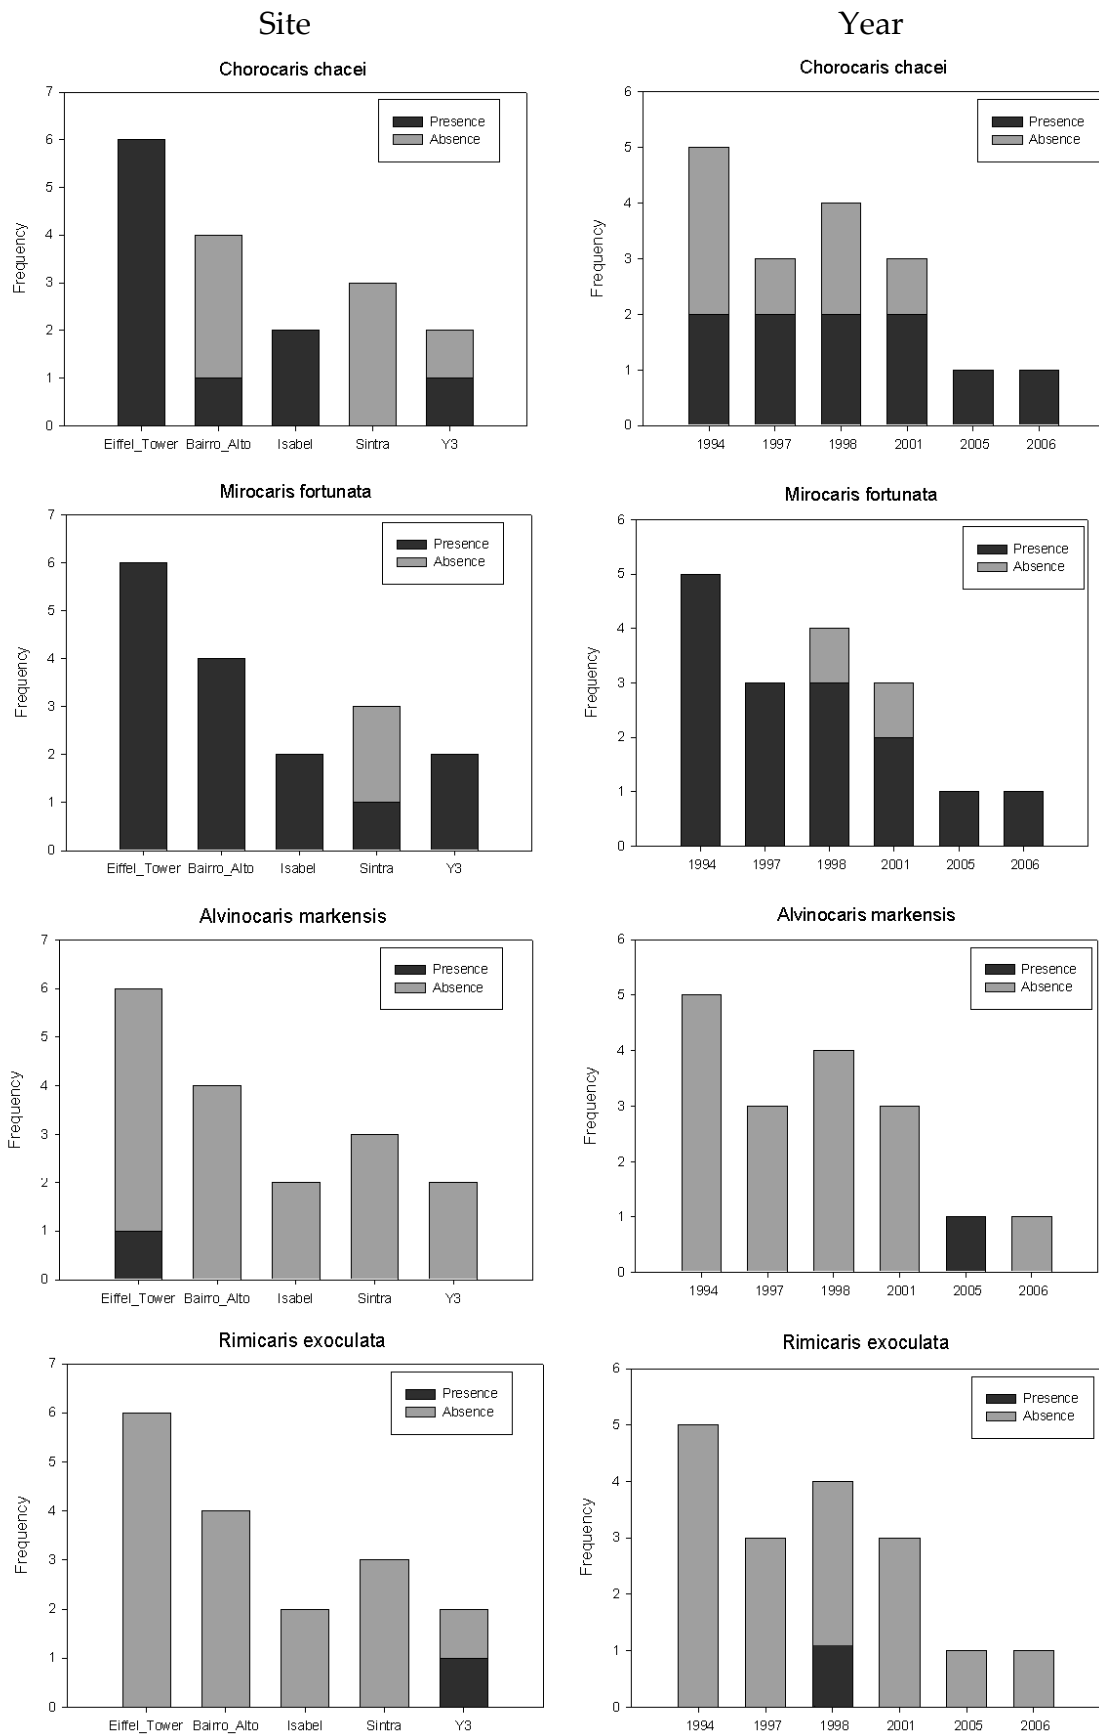 Site
Year
Chorocaris chacei
7
6
5
4
3
2
1
0
Frequency
Presence
Absence
Eiffel_Tower Bairro_Alto Isabel Sintra Y3
Chorocaris chacei
6
5
4
3
2
1
0
Frequency
Presence
Absence
1994 1997 1998 2001 2005 2006
Mirocaris fortunata
7
6
5
4
3
2
1
0
Frequency
Presence
Absence
Eiffel_Tower Bairro_Alto Isabel Sintra Y3
Mirocaris fortunata
6
5
4
3
2
1
0
Frequency
Presence
Absence
1994 1997 1998 2001 2005 2006
Alvinocaris markensis
7
6
5
4
3
2
1
0
Frequency
Presence
Absence
Eiffel_Tower Bairro_Alto Isabel Sintra Y3
Alvinocaris markensis
6
5
4
3
2
1
0
Frequency
Presence
Absence
1994 1997 1998 2001 2005 2006
Rimicaris exoculata
7
6
5
4
3
2
1
0
Frequency
Presence
Absence
Eiffel_Tower Bairro_Alto Isabel Sintra Y3
Rimicaris exoculata
6
5
4
3
2
1
0
Frequency
Presence
Absence
1994 1997 1998 2001 2005 2006